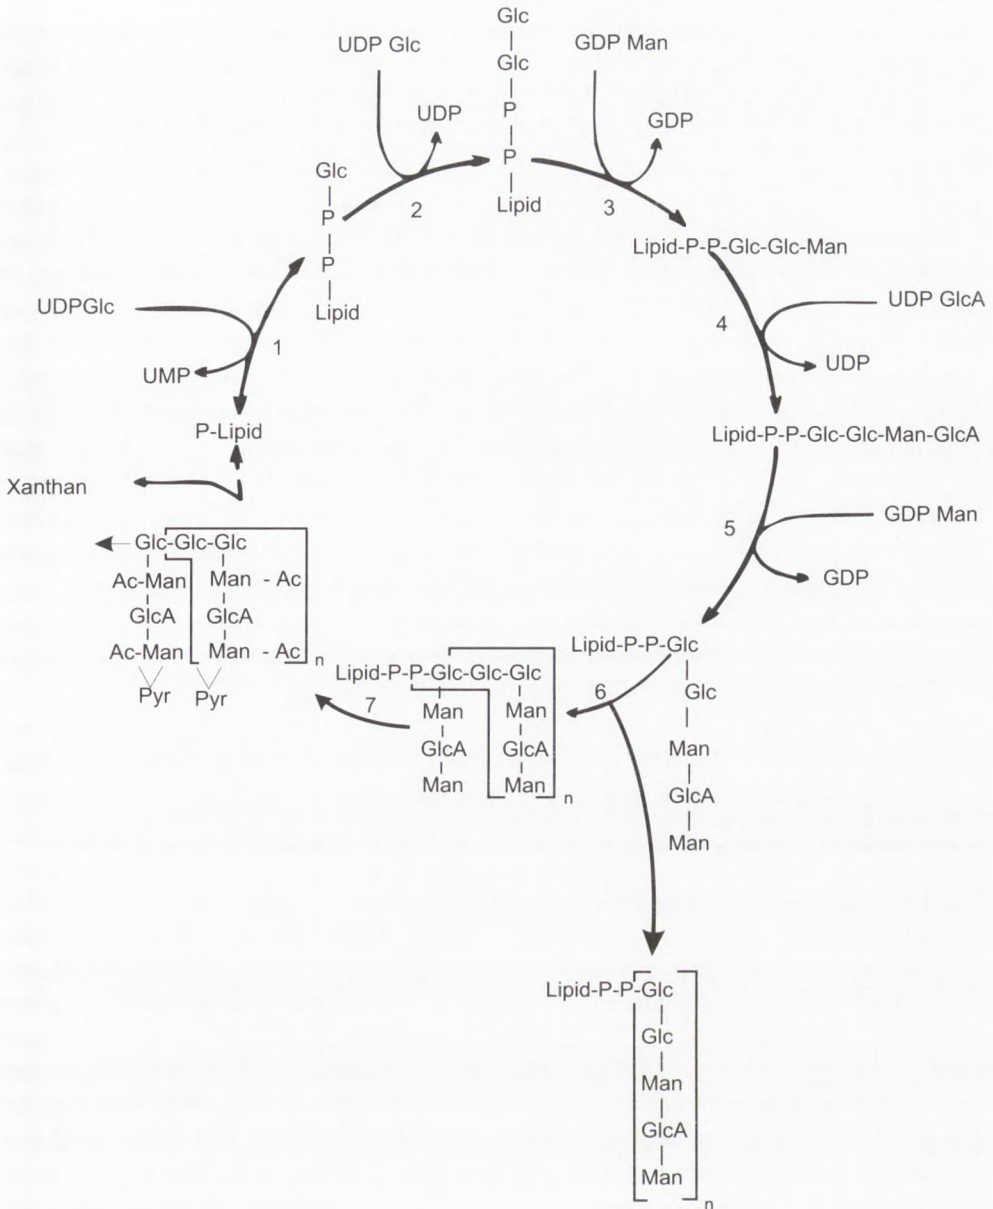 Glc
Glc
P
P
Lipid
UDP Glc
UDP
2
GDP Man
GDP
3
Glc
P
P
Lipid
Lipid-P-P-Glc-Glc-Man
UDPGlc
UMP
1
UDP GlcA
4
UDP
P-Lipid
Lipid-P-P-Glc-Glc-Man-GlcA
Xanthan
GDP Man
5
GDP
Glc-Glc-Glc
Ac-Man Man - Ac
GlcA GlcA
Ac-Man Man - Ac
n
Pyr Pyr
Lipid-P-P-Glc-Glc-Glc
Man Man
GlcA GlcA
Man Man
n
7
6
Lipid-P-P-Glc
Glc
Man
GlcA
Man
Lipid-P-P-Glc
Glc
Man
GlcA
Man
n